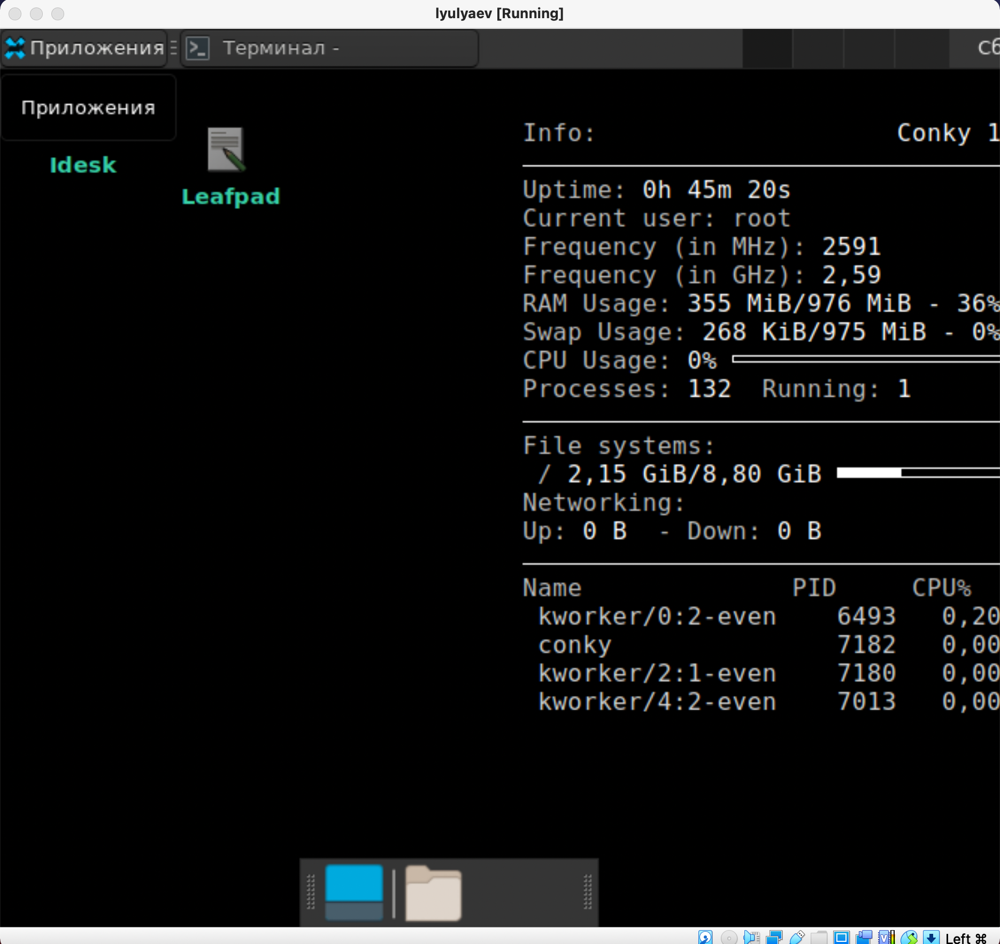 lyulyaev [Running]
Приложения
Терминал -
Сб
Приложения
Idesk
Leafpad
Info: Conky 1
Uptime: 0h 45m 20s
Current user: root
Frequency (in MHz): 2591
Frequency (in GHz): 2,59
RAM Usage: 355 MiB/976 MiB - 36%
Swap Usage: 268 KiB/975 MiB - 0%
CPU Usage: 0%
Processes: 132 Running: 1
File systems:
/ 2,15 GiB/8,80 GiB
Networking:
Up: 0 B - Down: 0 B
Name PID CPU%
kworker/0:2-even 6493 0,20
conky 7182 0,00
kworker/2:1-even 7180 0,00
kworker/4:2-even 7013 0,00
Left ⌘